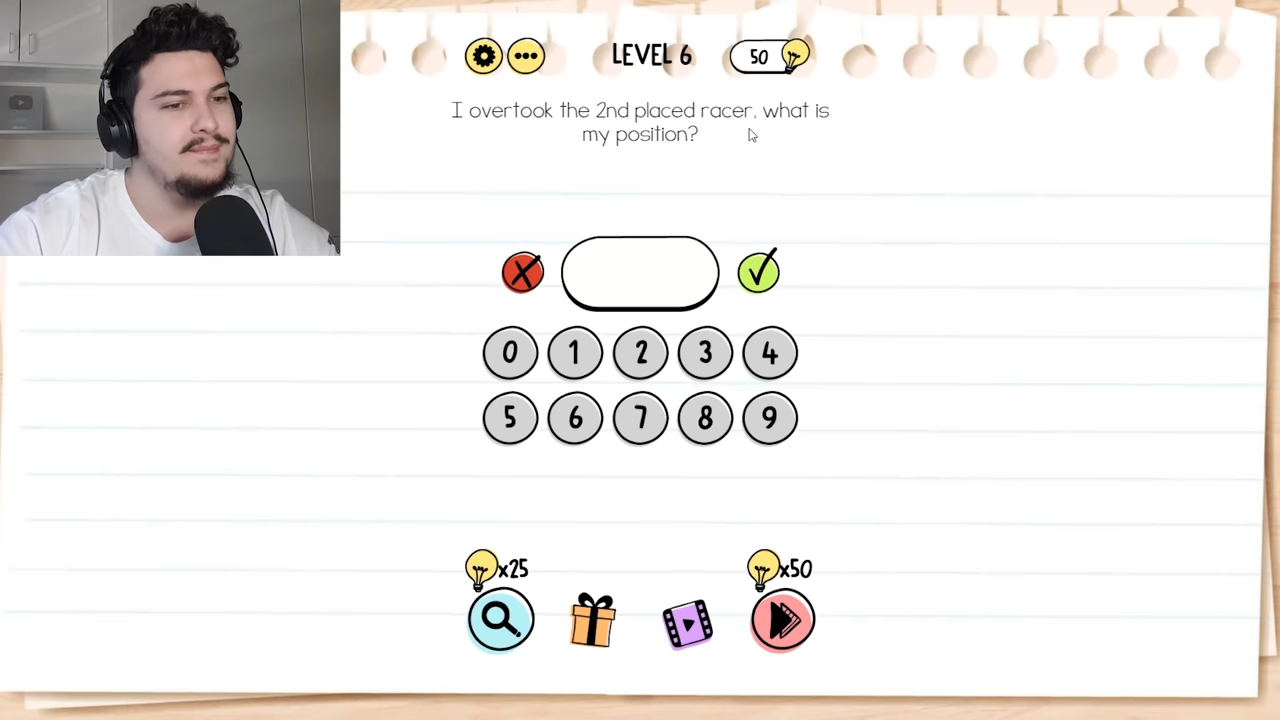 LEVEL 6
50
I overtook the 2nd placed racer, what is
my position?
0 1 2 3 4
5 6 7 8 9
x25
x50